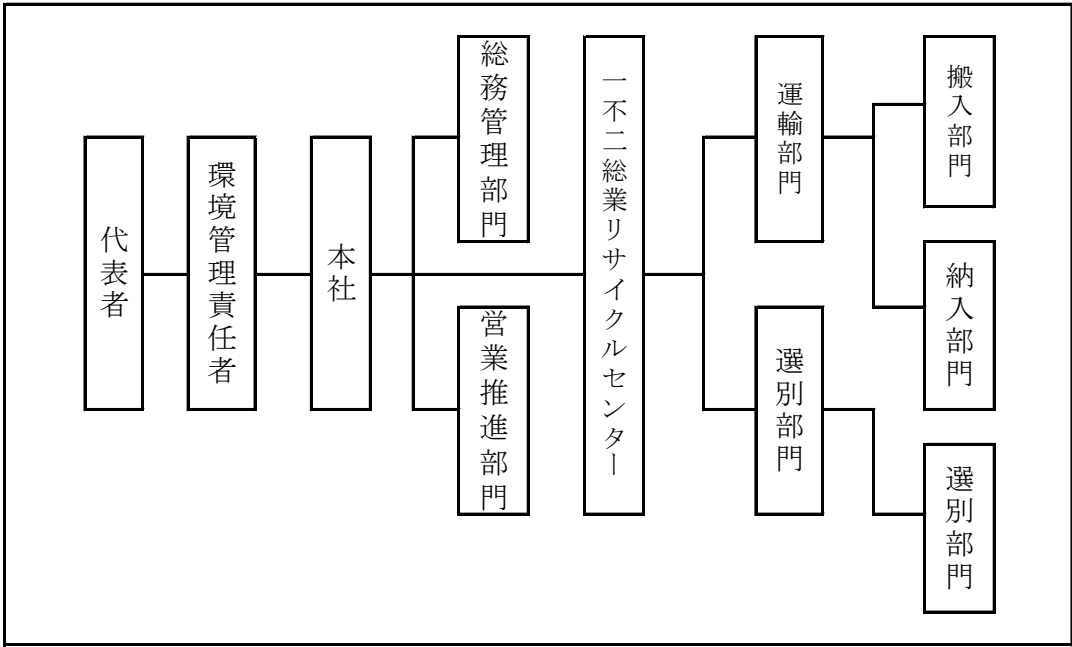 代表者
環境管理責任者
本社
総務管理部門
営業推進部門
一不二総業リサイクルセンター
運輸部門
選別部門
搬入部門
納入部門
選別部門